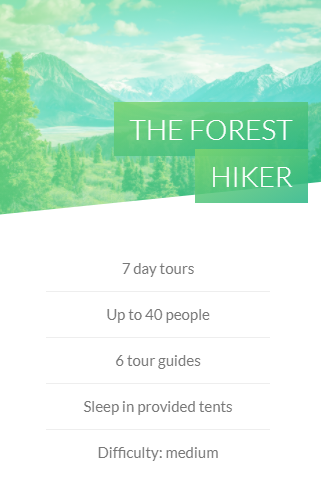 THE FOREST
HIKER
7 day tours
Up to 40 people
6 tour guides
Sleep in provided tents
Difficulty: medium